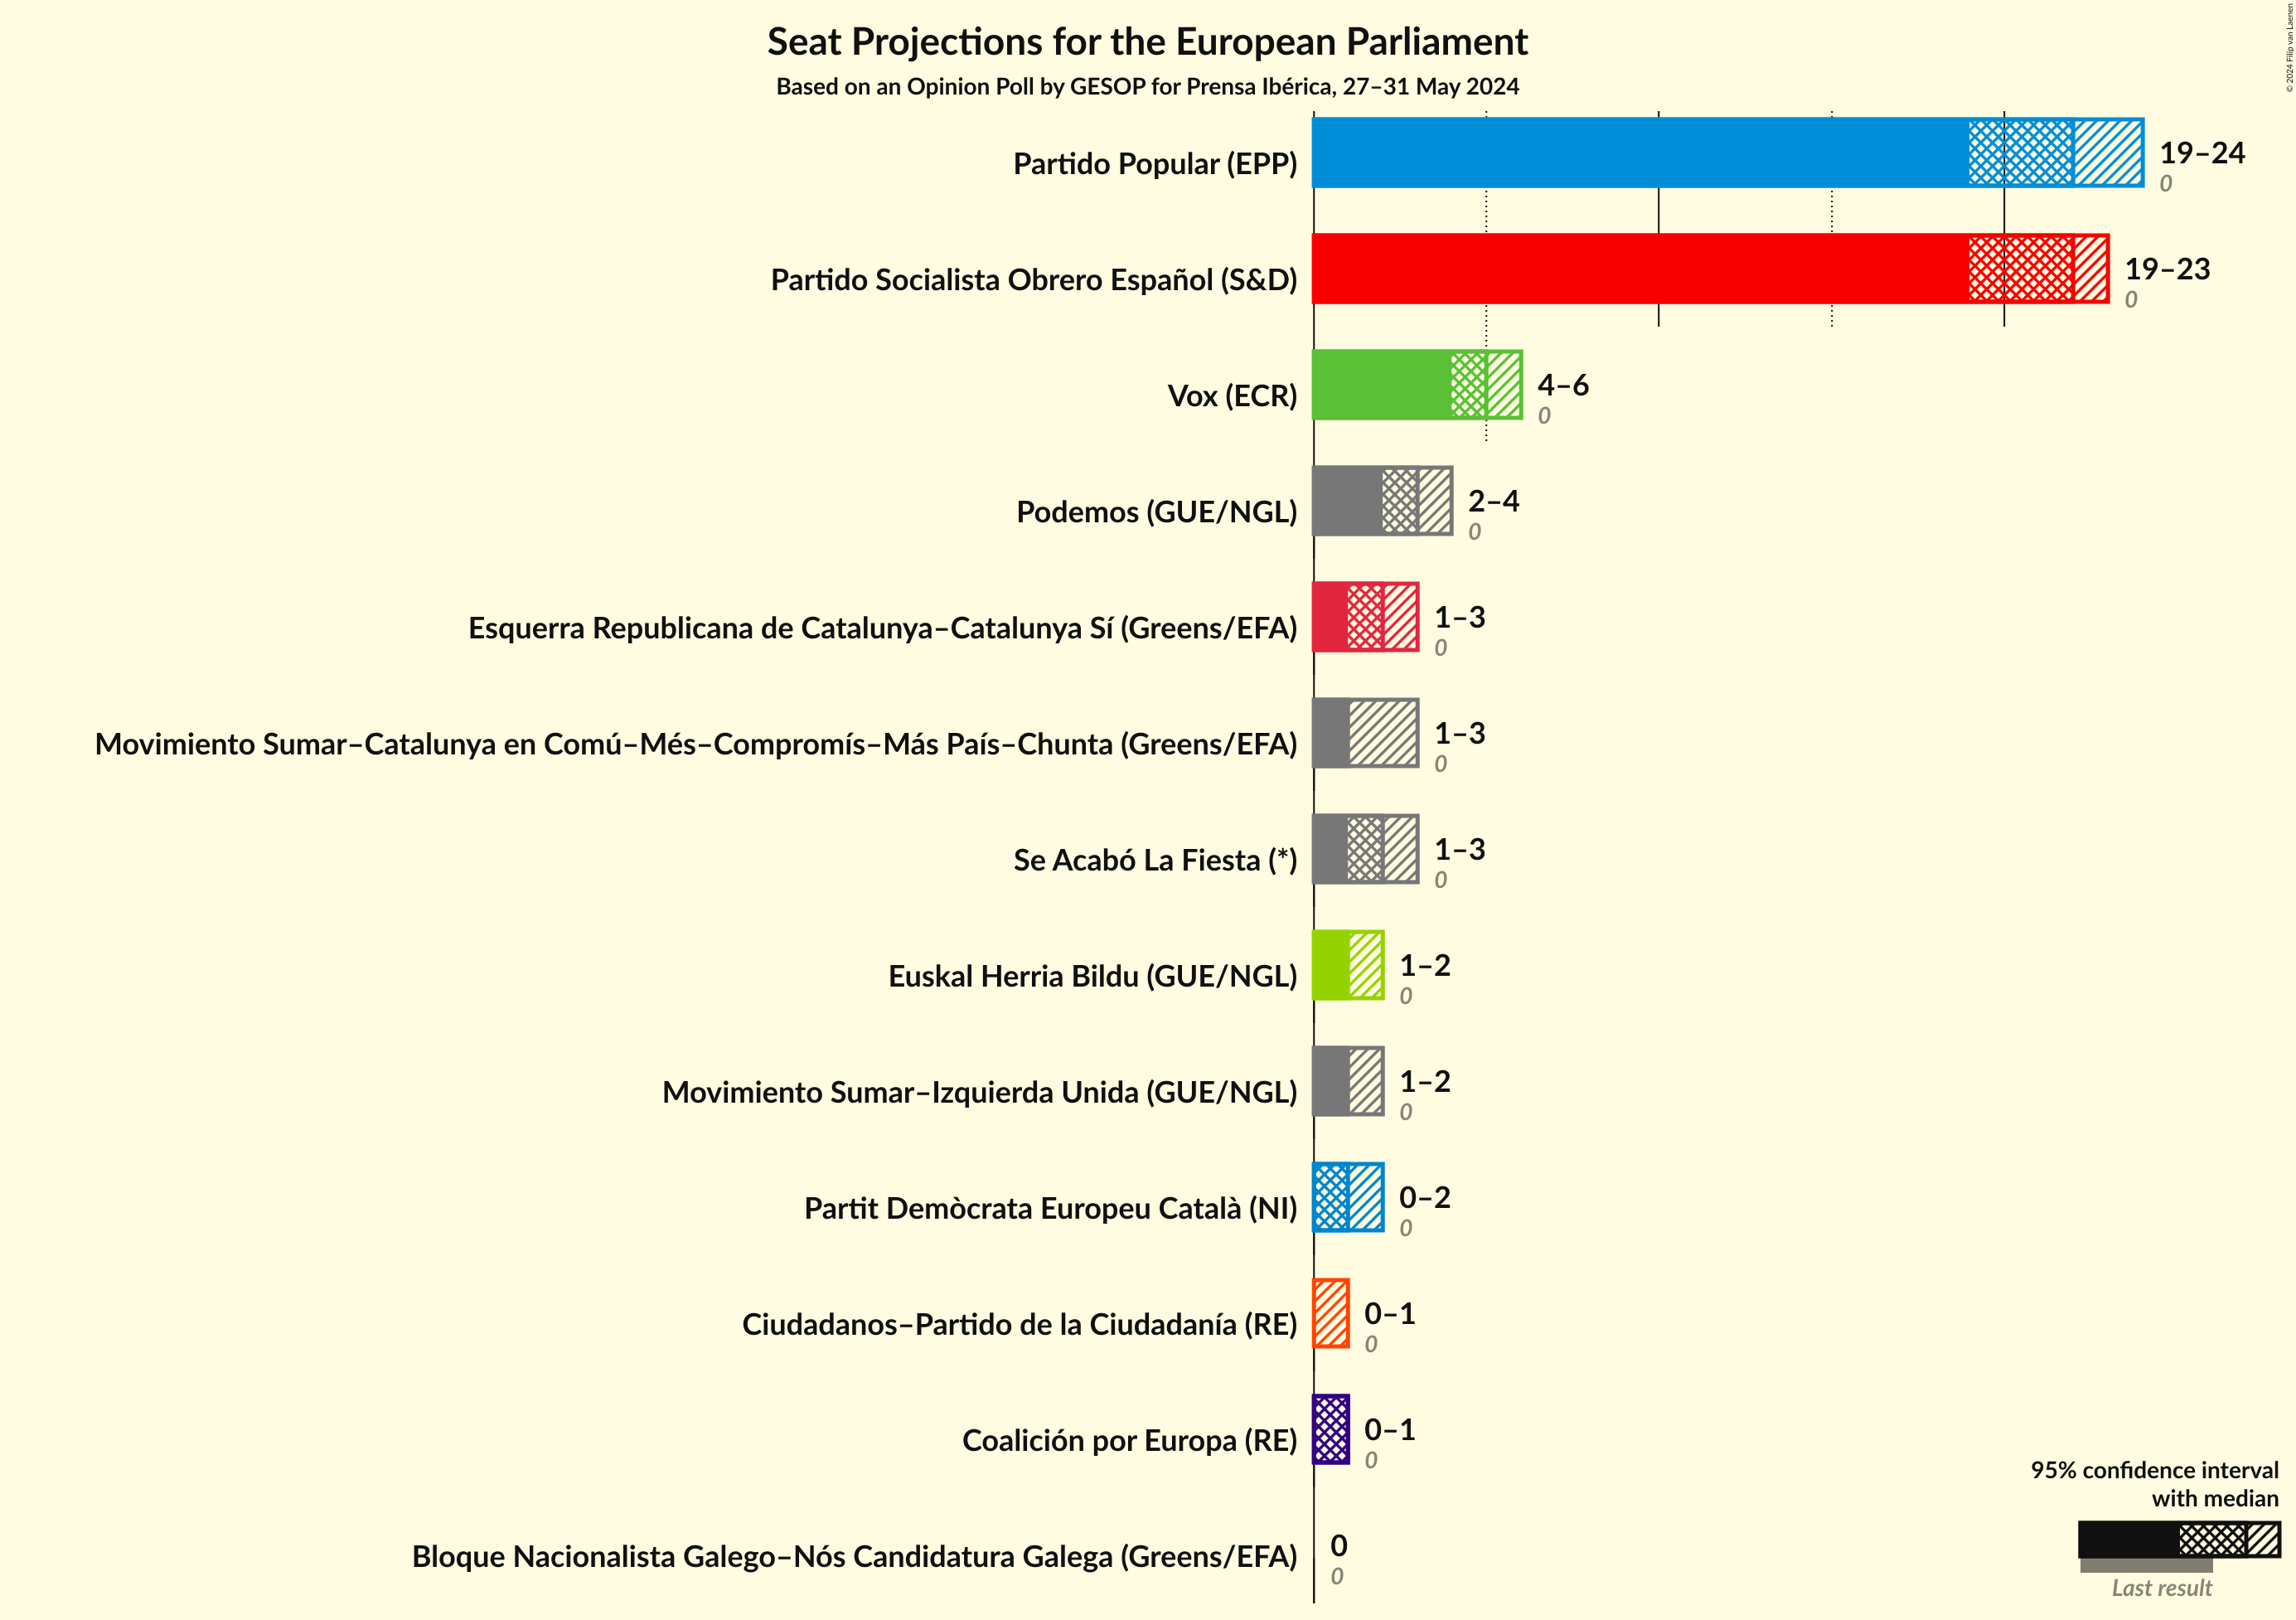 Seat Projections for the European Parliament
Based on an Opinion Poll by GESOP for Prensa Ibérica, 27–31 May 2024
© 2024 Filip van Laenen
Partido Popular (EPP)
19–24
0
Partido Socialista Obrero Español (S&D)
19–23
0
Vox (ECR)
4–6
0
Podemos (GUE/NGL)
2–4
0
Esquerra Republicana de Catalunya–Catalunya Sí (Greens/EFA)
1–3
0
Movimiento Sumar–Catalunya en Comú–Més–Compromís–Más País–Chunta (Greens/EFA)
1–3
0
Se Acabó La Fiesta (*)
1–3
0
Euskal Herria Bildu (GUE/NGL)
1–2
0
Movimiento Sumar–Izquierda Unida (GUE/NGL)
1–2
0
Partit Demòcrata Europeu Català (NI)
0–2
0
Ciudadanos–Partido de la Ciudadanía (RE)
0–1
0
Coalición por Europa (RE)
0–1
0
Bloque Nacionalista Galego–Nós Candidatura Galega (Greens/EFA)
0
0
95% confidence interval
with median
Last result